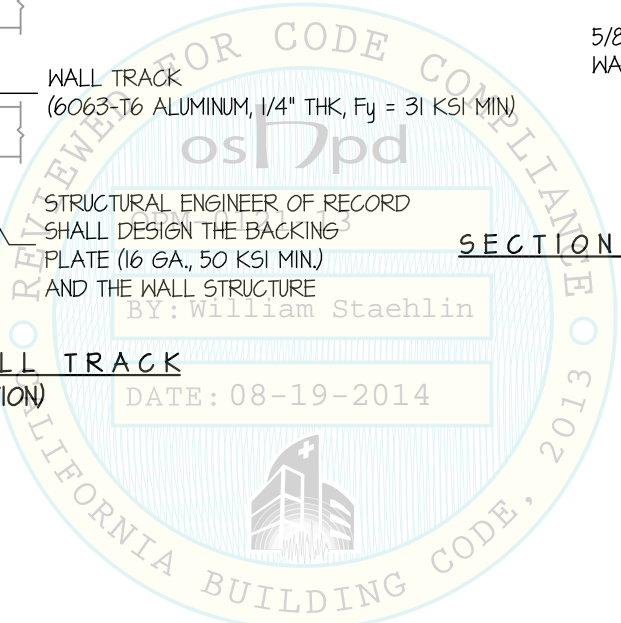 5/8
WA
WALL TRACK
(6063-T6 ALUMINUM, 1/4" THK, Fy = 31 KSI MIN)
REVIEWED FOR CODE COMPLIANCE
oshpd
STRUCTURAL ENGINEER OF RECORD
SHALL DESIGN THE BACKING
PLATE (16 GA., 50 KSI MIN.)
AND THE WALL STRUCTURE
SECTION
BY: William Staehlin
LL TRACK
ION)
DATE: 08-19-2014
CALIFORNIA BUILDING CODE, 2013